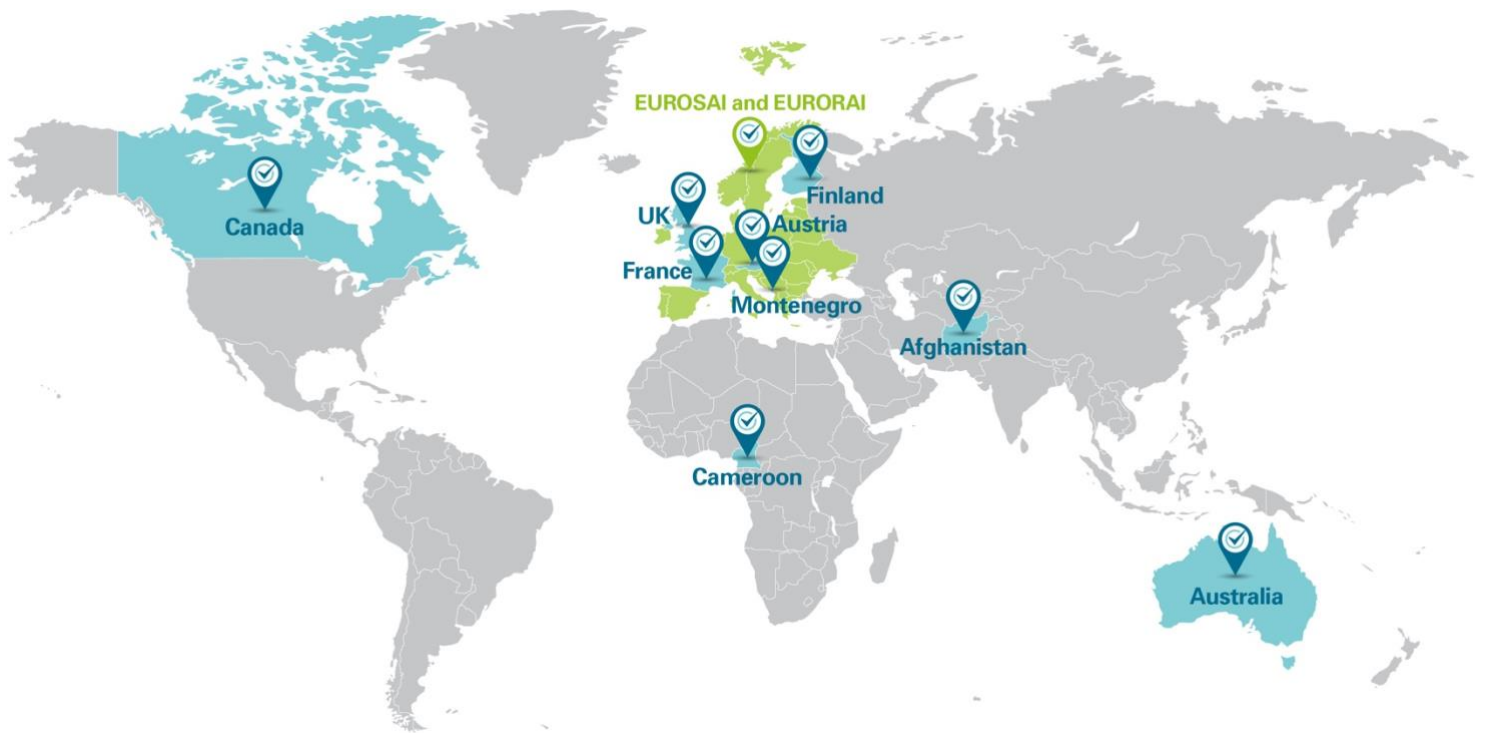 EUROSAI and EURORAI
Finland
UK
Austria
Canada
France
Montenegro
Afghanistan
Cameroon
Australia